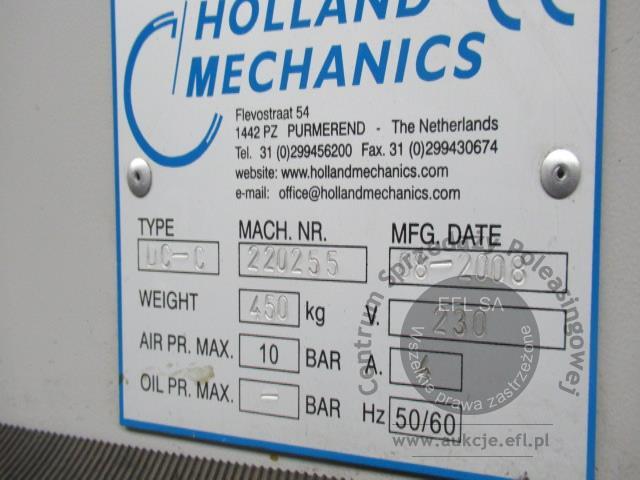 HOLLAND CE
MECHANICS
Flevostraat 54
1442 PZ PURMEREND - The Netherlands
Tel. 31 (0)299456200 Fax. 31 (0)299430674
website: www.hollandmechanics.com
e-mail: office@hollandmechanics.com
TYPE MACH. NR. MFG. DATE
DC-C 220255 08-2008
WEIGHT 450 kg V. 230
AIR PR. MAX. 10 BAR A.
OIL PR. MAX. - BAR Hz 50/60
Centrum Sprzedaży Poleasingowej
EFL SA
Wszelkie prawa zastrzeżone
www.aukcje.efl.pl